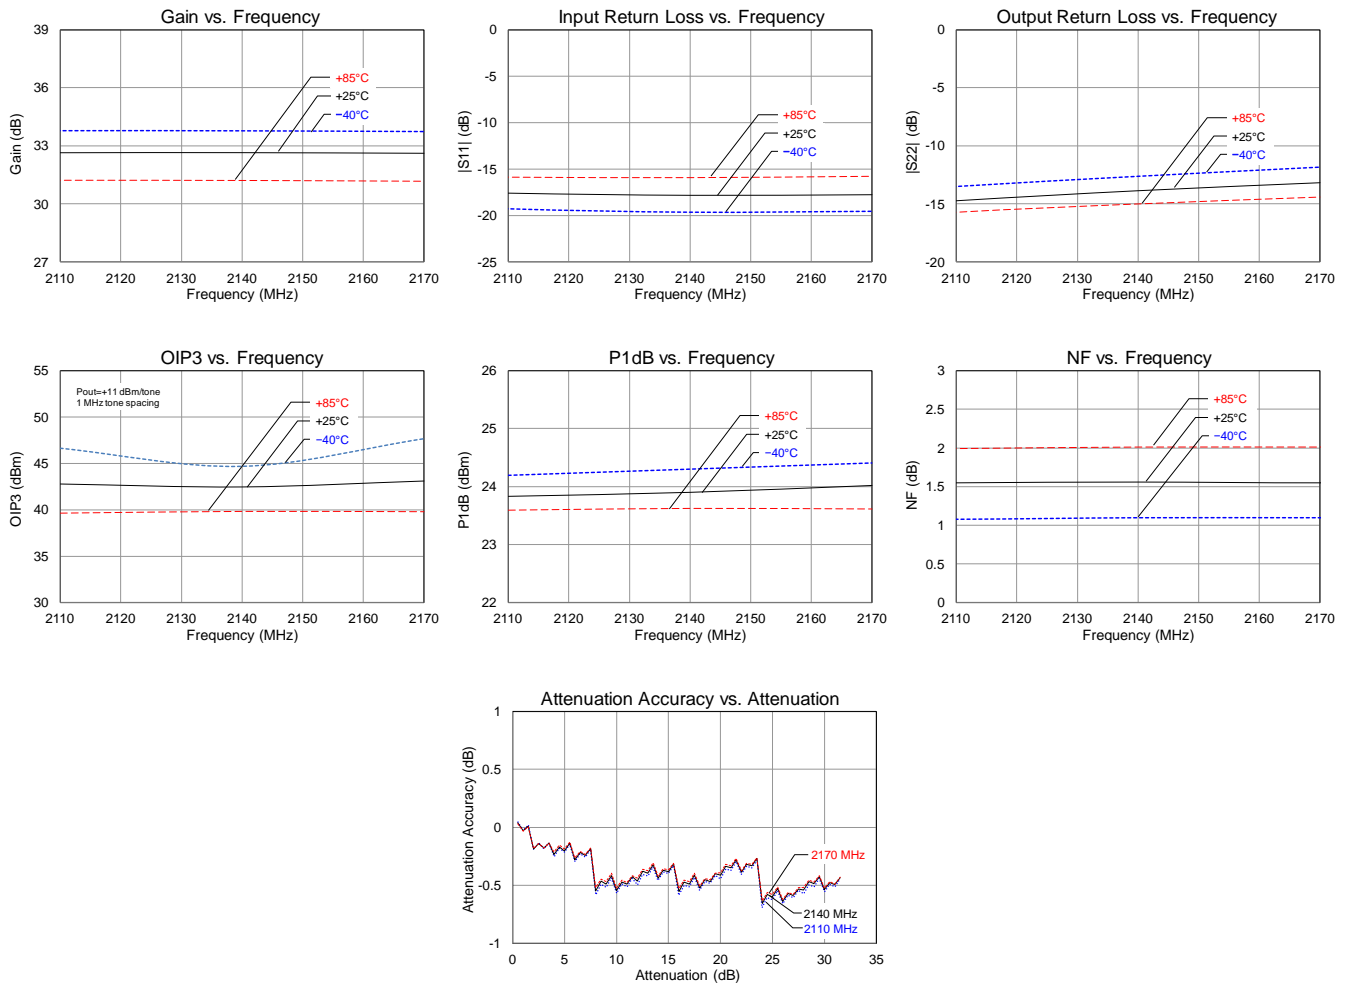 Gain vs. Frequency
39
36
33
30
27
Gain (dB)
+85°C
+25°C
−40°C
2110 2120 2130 2140 2150 2160 2170
Frequency (MHz)
Input Return Loss vs. Frequency
0
-5
-10
-15
-20
-25
|S11| (dB)
+85°C
+25°C
−40°C
2110 2120 2130 2140 2150 2160 2170
Frequency (MHz)
Output Return Loss vs. Frequency
0
-5
-10
-15
-20
|S22| (dB)
+85°C
+25°C
−40°C
2110 2120 2130 2140 2150 2160 2170
Frequency (MHz)
OIP3 vs. Frequency
55
50
45
40
35
30
OIP3 (dBm)
Pout=+11 dBm/tone
1 MHz tone spacing
+85°C
+25°C
−40°C
2110 2120 2130 2140 2150 2160 2170
Frequency (MHz)
P1dB vs. Frequency
26
25
24
23
22
P1dB (dBm)
+85°C
+25°C
−40°C
2110 2120 2130 2140 2150 2160 2170
Frequency (MHz)
NF vs. Frequency
3
2.5
2
1.5
1
0.5
0
NF (dB)
+85°C
+25°C
−40°C
2110 2120 2130 2140 2150 2160 2170
Frequency (MHz)
Attenuation Accuracy vs. Attenuation
1
0.5
0
-0.5
-1
Attenuation Accuracy (dB)
2170 MHz
2140 MHz
2110 MHz
0 5 10 15 20 25 30 35
Attenuation (dB)